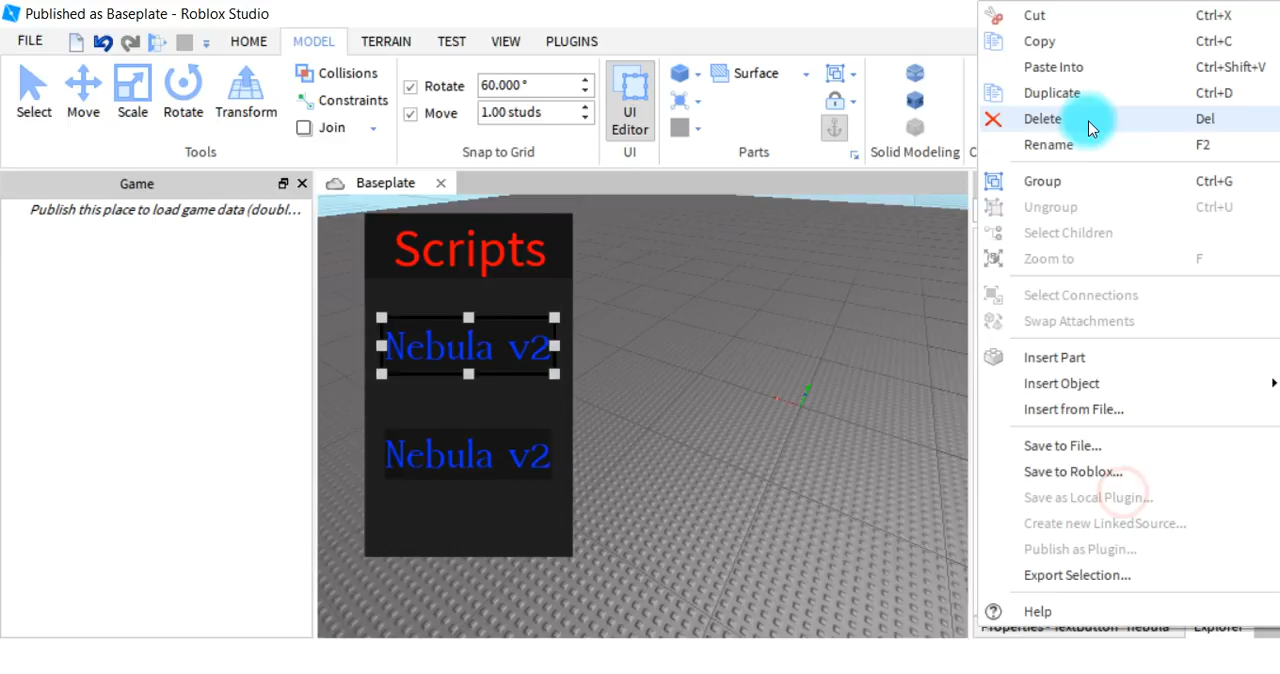 Published as Baseplate - Roblox Studio
FILE HOME MODEL TERRAIN TEST VIEW PLUGINS
Select Move Scale Rotate Transform
Tools
Collisions
Constraints
Join
Rotate 60.000°
Move 1.00 studs
Snap to Grid
UI Editor
UI
Surface
Parts
Solid Modeling
Game
Publish this place to load game data (doubl...
Baseplate
Scripts
Nebula v2
Nebula v2
Cut Ctrl+X
Copy Ctrl+C
Paste Into Ctrl+Shift+V
Duplicate Ctrl+D
Delete Del
Rename F2
Group Ctrl+G
Ungroup Ctrl+U
Select Children
Zoom to F
Select Connections
Swap Attachments
Insert Part
Insert Object
Insert from File...
Save to File...
Save to Roblox...
Save as Local Plugin...
Create new LinkedSource...
Publish as Plugin...
Export Selection...
Help